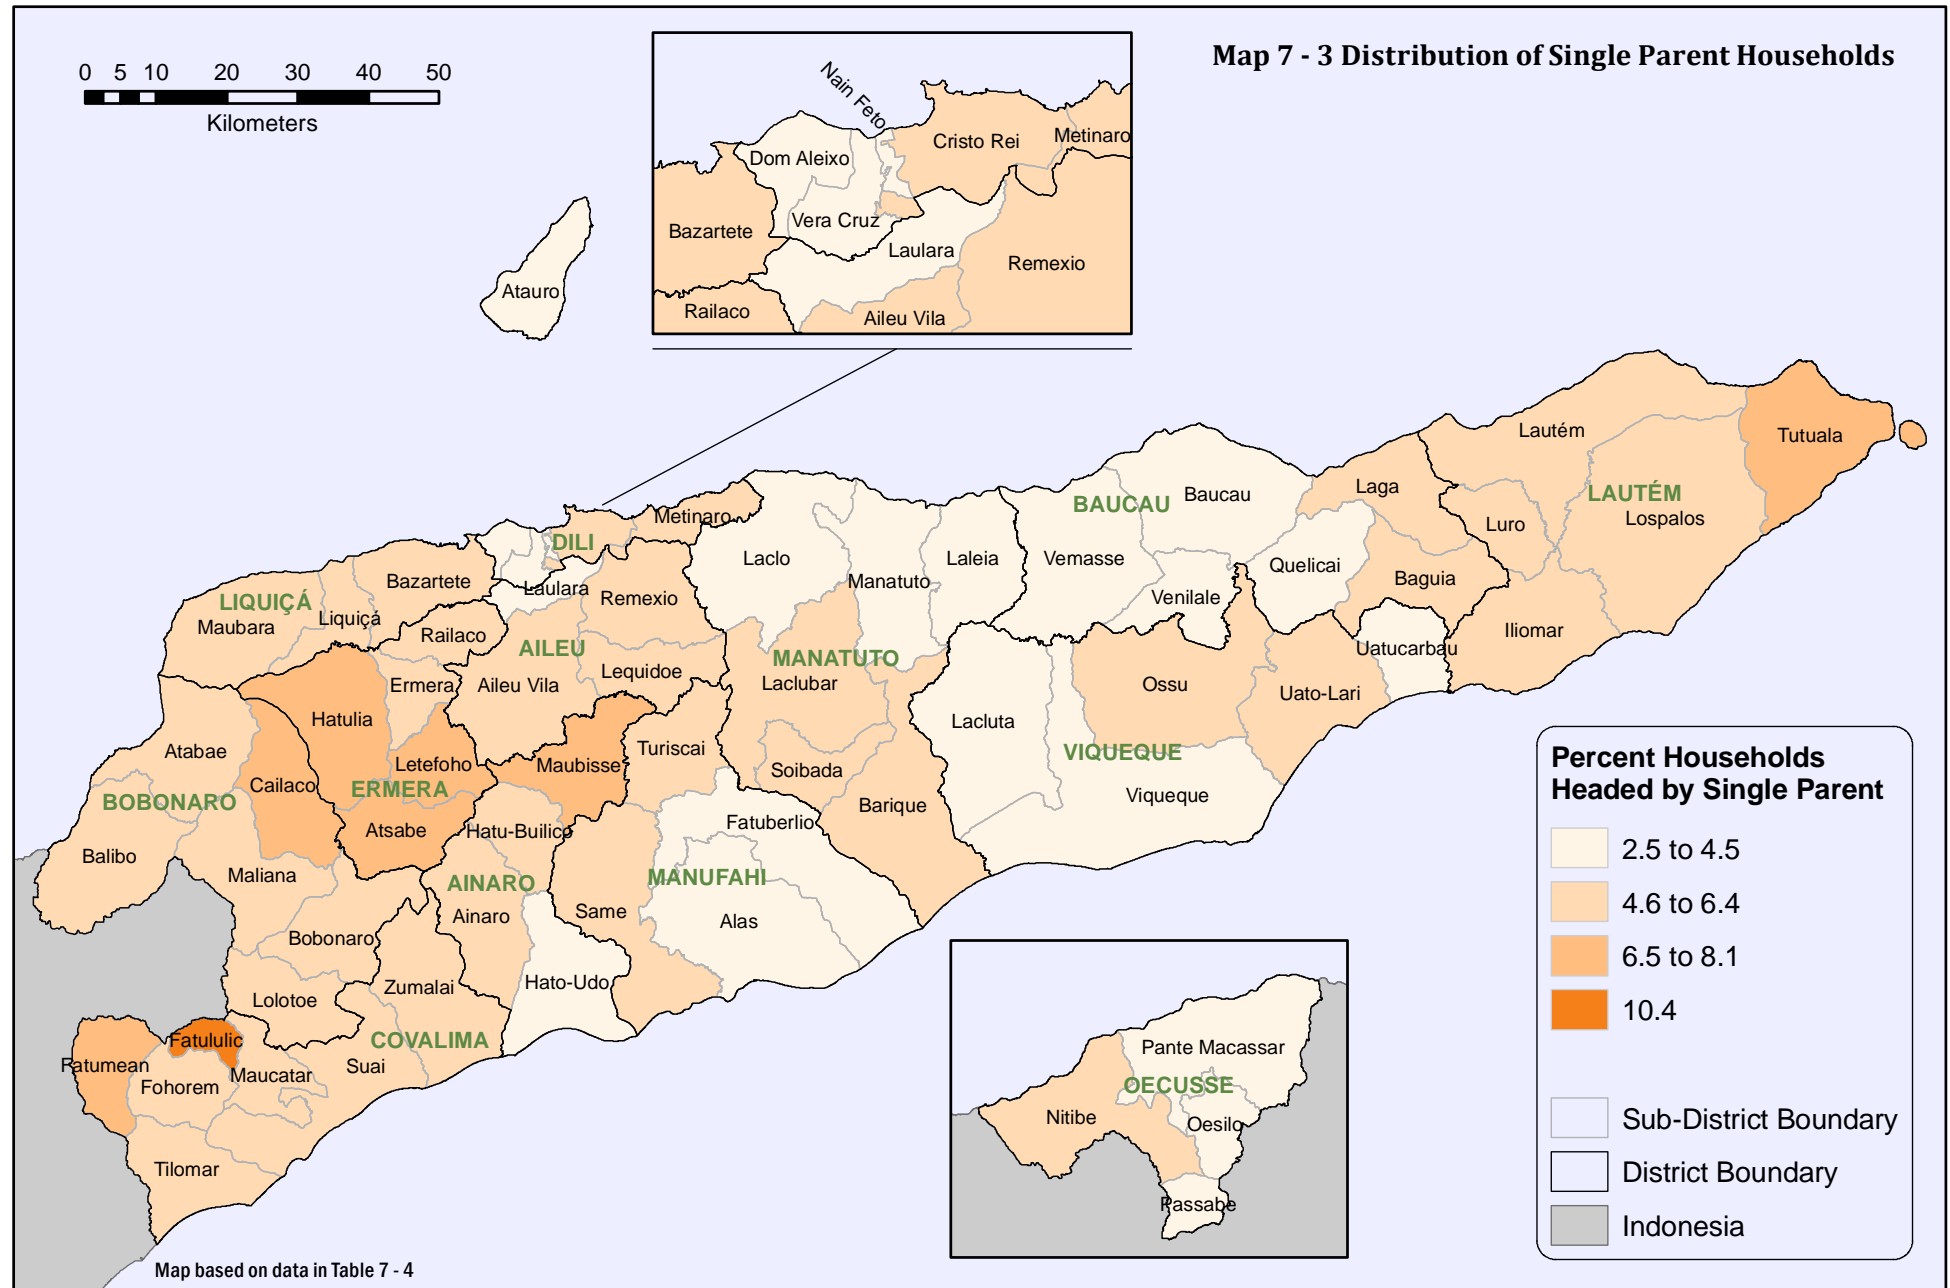 Map 7 - 3 Distribution of Single Parent Households
0 5 10 20 30 40 50
Kilometers
Nain Feto
Cristo Rei
Metinaro
Dom Aleixo
Vera Cruz
Bazartete
Laulara
Remexio
Railaco
Aileu Vila
Atauro
Lautém
Tutuala
Laga
LAUTÉM
Lospalos
Luro
BAUCAU
Baucau
Metinaro
DILI
Laclo
Manatuto
Laleia
Vemasse
Venilale
Quelicai
Baguia
Bazartete
Laulara
Remexio
LIQUIÇÁ
Maubara
Liquiçá
Railaco
AILEU
Lequidoe
MANATUTO
Laclubar
Iliomar
Uatucarbau
Ossu
Uato-Lari
Ermera
Aileu Vila
Hatulia
Lacluta
Atabae
Turiscai
VIQUEQUE
Letefoho
Maubisse
Soibada
Cailaco
ERMERA
BOBONARO
Viqueque
Barique
Atsabe
Hatu-Builico
Fatuberlio
Balibo
Maliana
AINARO
MANUFAHI
Ainaro
Same
Alas
Bobonaro
Zumalai
Hato-Udo
Lolotoe
COVALIMA
Fatululic
Fatumean
Fohorem
Maucatar
Suai
Tilomar
Pante Macassar
OECUSSE
Nitibe
Oesilo
Passabe
Percent Households
Headed by Single Parent
2.5 to 4.5
4.6 to 6.4
6.5 to 8.1
10.4
Sub-District Boundary
District Boundary
Indonesia
Map based on data in Table 7 - 4